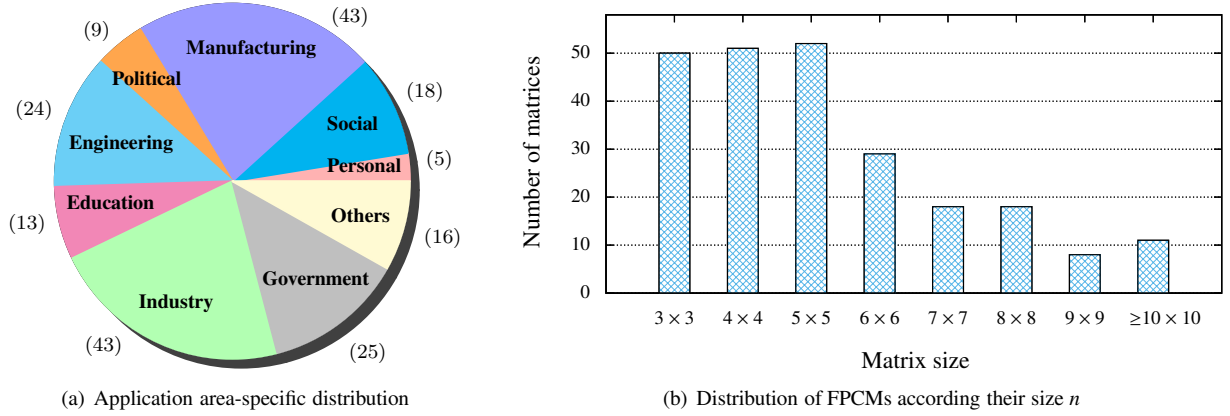 (43)
(9)
Manufacturing
Political
(18)
(24)
Social
Engineering
Personal
(5)
Education
Others
(13)
(16)
Government
Industry
(43)
(25)
(a) Application area-specific distribution
Number of matrices
50
40
30
20
10
0
3 × 3 4 × 4 5 × 5 6 × 6 7 × 7 8 × 8 9 × 9 ≥10 × 10
Matrix size
(b) Distribution of FPCMs according their size n